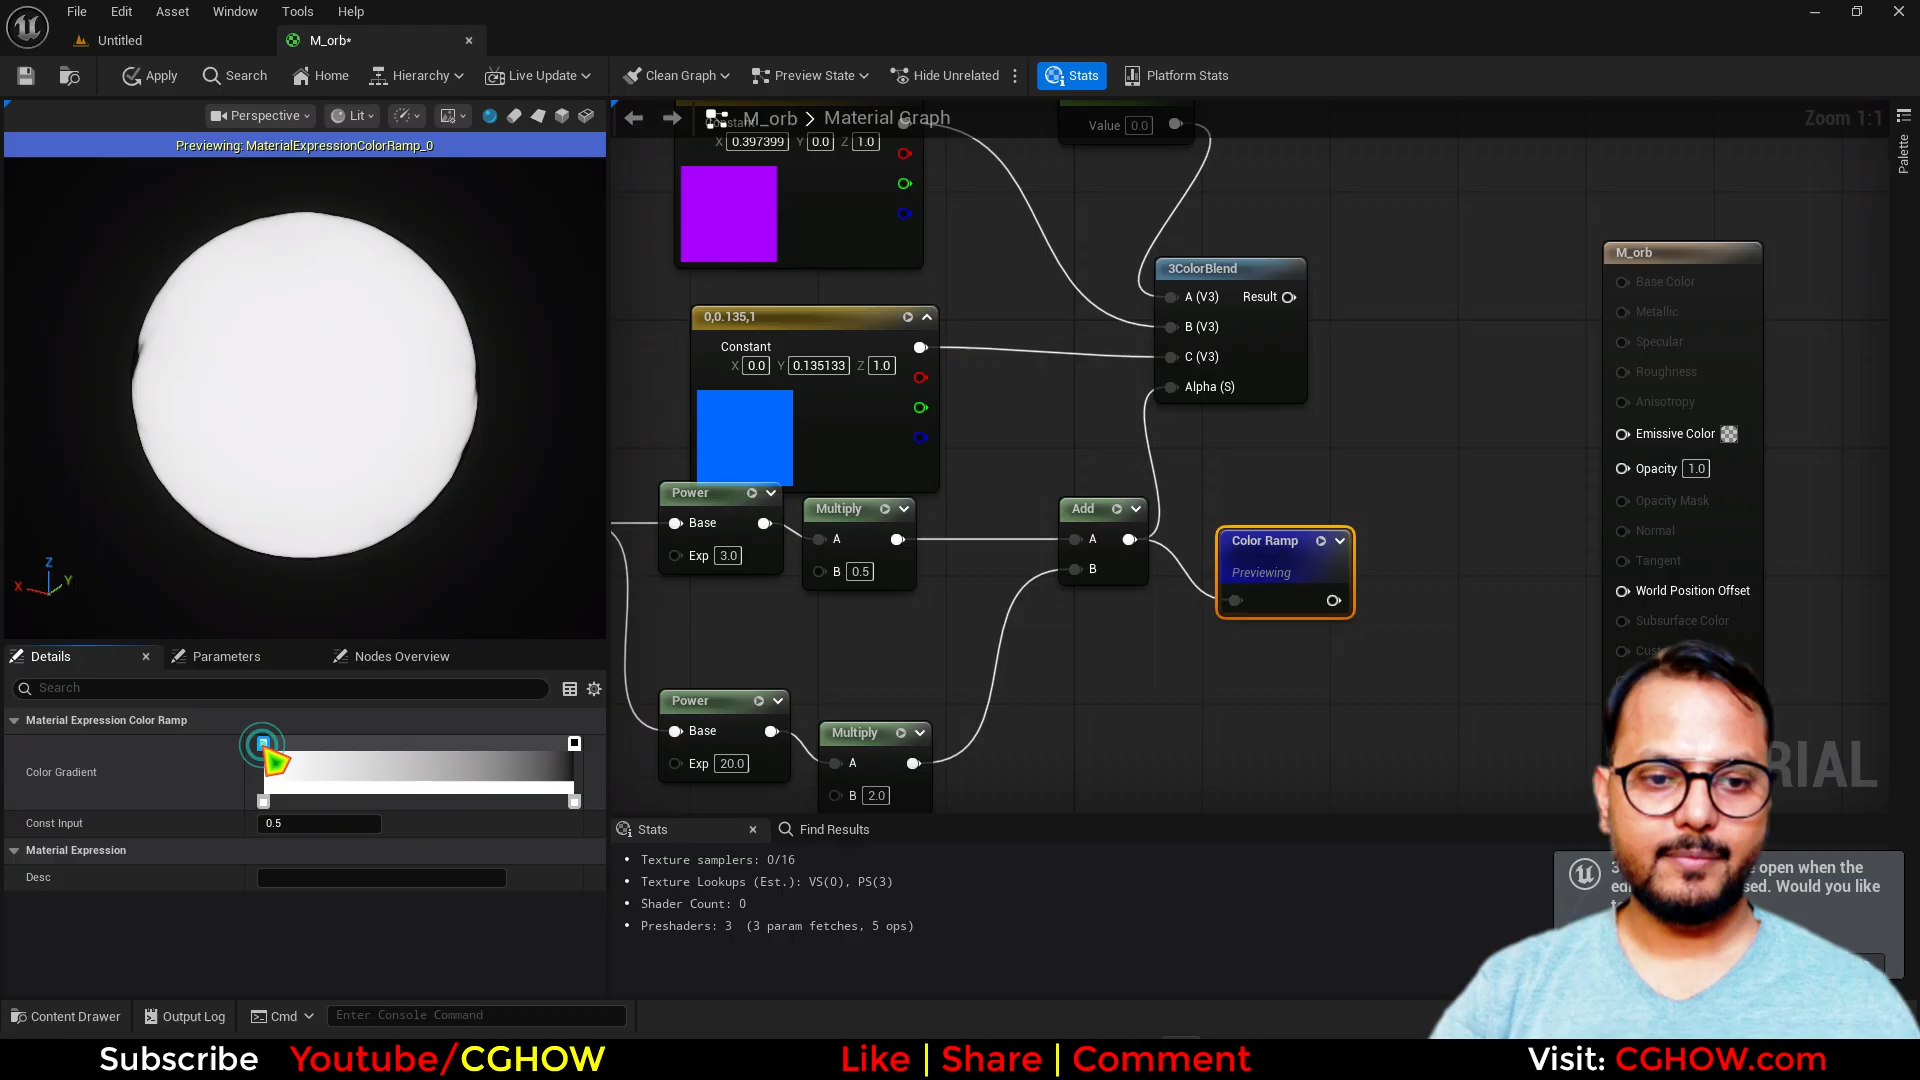 File Edit Asset Window Tools Help
Untitled
M_orb*
Apply Search Home Hierarchy Live Update Clean Graph Preview State Hide Unrelated Stats Platform Stats
Perspective Lit
Previewing: MaterialExpressionColorRamp_0
M_orb > Material Graph
Zoom 1:1
Palette
Value 0.0
X 0.397399 Y 0.0 Z 1.0
3ColorBlend
A (V3) Result
B (V3)
C (V3)
Alpha (S)
0,0.135,1
Constant
X 0.0 Y 0.135133 Z 1.0
M_orb
Base Color
Metallic
Specular
Roughness
Anisotropy
Emissive Color
Opacity 1.0
Opacity Mask
Normal
Tangent
World Position Offset
Subsurface Color
Power
Base
Exp 3.0
Multiply
A
B 0.5
Add
A
B
Color Ramp
Previewing
Power
Base
Exp 20.0
Multiply
A
B 2.0
X Y Z
Details Parameters Nodes Overview
Search
Material Expression Color Ramp
Color Gradient
Const Input 0.5
Material Expression
Desc
Stats Find Results
Texture samplers: 0/16
Texture Lookups (Est.): VS(0), PS(3)
Shader Count: 0
Preshaders: 3 (3 param fetches, 5 ops)
open when the
sed. Would you like
Content Drawer Output Log Cmd Enter Console Command
Subscribe Youtube/CGHOW Like | Share | Comment Visit: CGHOW.com